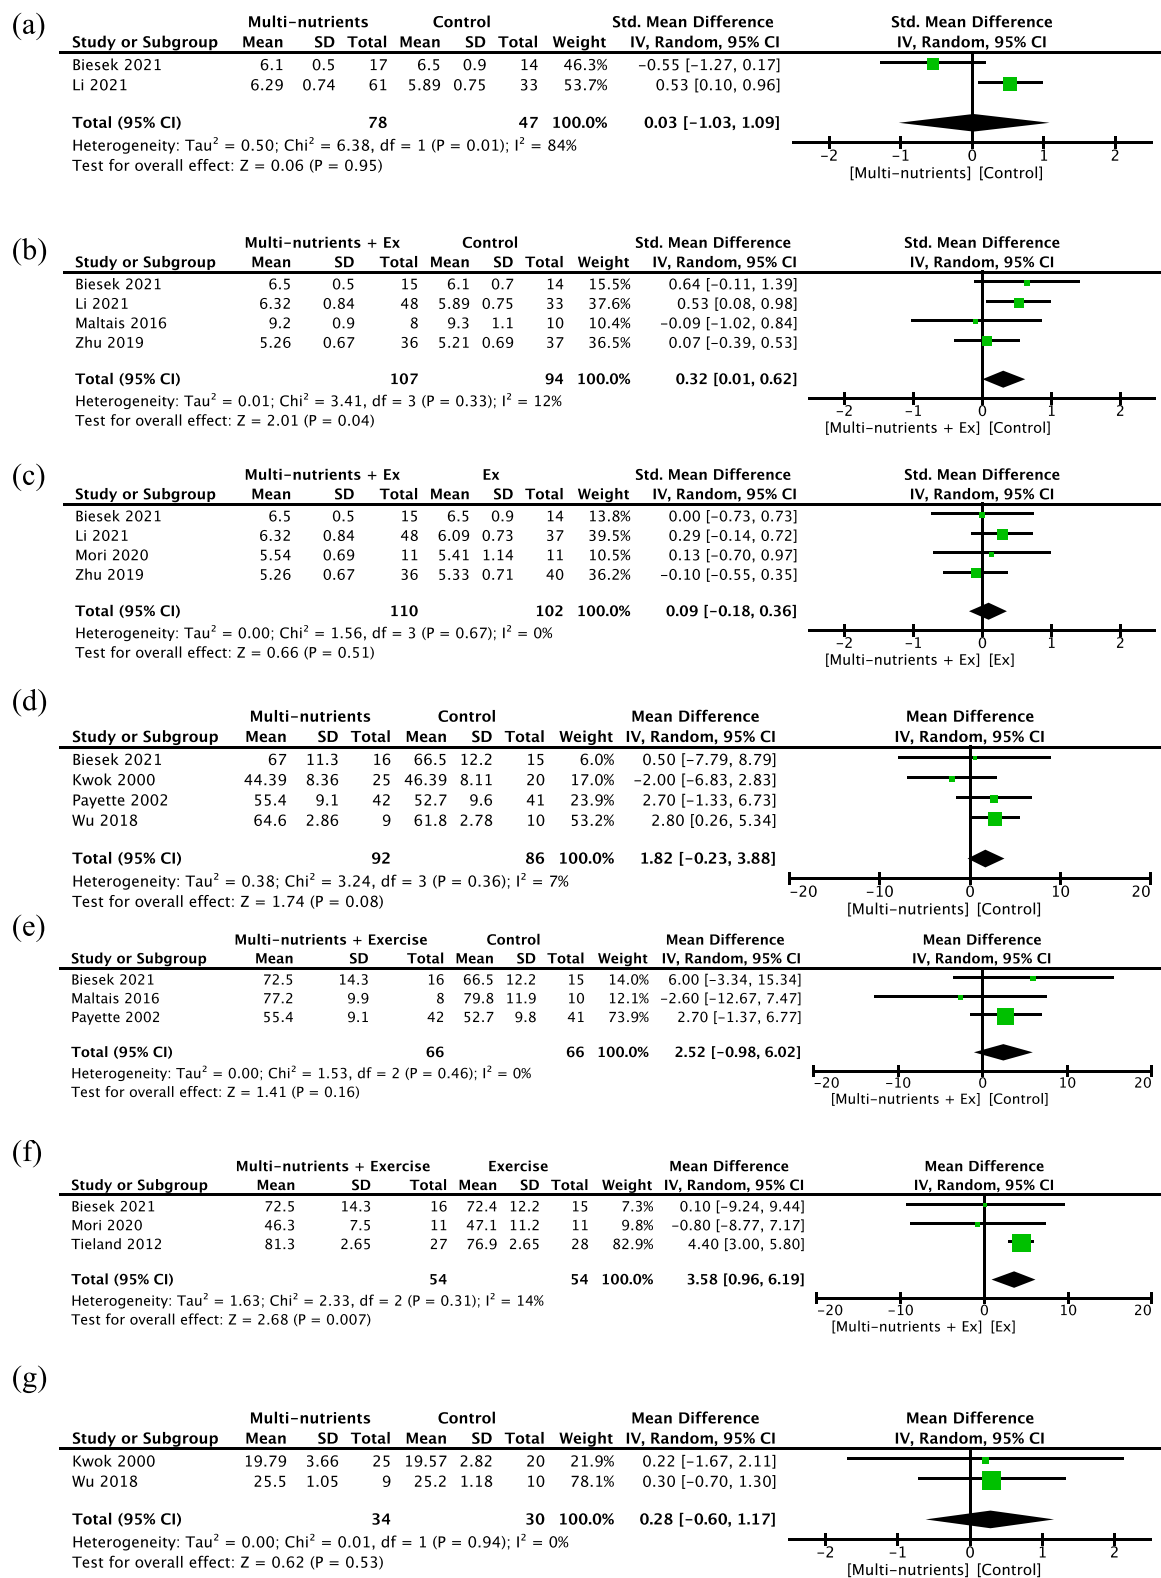 (a)
Multi−nutrients Control Std. Mean Difference Std. Mean Difference
Study or Subgroup Mean SD Total Mean SD Total Weight IV, Random, 95% CI IV, Random, 95% CI
Biesek 2021 6.1 0.5 17 6.5 0.9 14 46.3% −0.55 [−1.27, 0.17]
Li 2021 6.29 0.74 61 5.89 0.75 33 53.7% 0.53 [0.10, 0.96]
Total (95% CI) 78 47 100.0% 0.03 [−1.03, 1.09]
Heterogeneity: Tau² = 0.50; Chi² = 6.38, df = 1 (P = 0.01); I² = 84%
Test for overall effect: Z = 0.06 (P = 0.95)
−2 −1 0 1 2
[Multi−nutrients] [Control]
(b)
Multi−nutrients + Ex Control Std. Mean Difference Std. Mean Difference
Study or Subgroup Mean SD Total Mean SD Total Weight IV, Random, 95% CI IV, Random, 95% CI
Biesek 2021 6.5 0.5 15 6.1 0.7 14 15.5% 0.64 [−0.11, 1.39]
Li 2021 6.32 0.84 48 5.89 0.75 33 37.6% 0.53 [0.08, 0.98]
Maltais 2016 9.2 0.9 8 9.3 1.1 10 10.4% −0.09 [−1.02, 0.84]
Zhu 2019 5.26 0.67 36 5.21 0.69 37 36.5% 0.07 [−0.39, 0.53]
Total (95% CI) 107 94 100.0% 0.32 [0.01, 0.62]
Heterogeneity: Tau² = 0.01; Chi² = 3.41, df = 3 (P = 0.33); I² = 12%
Test for overall effect: Z = 2.01 (P = 0.04)
−2 −1 0 1 2
[Multi−nutrients + Ex] [Control]
(c)
Multi−nutrients + Ex Ex Std. Mean Difference Std. Mean Difference
Study or Subgroup Mean SD Total Mean SD Total Weight IV, Random, 95% CI IV, Random, 95% CI
Biesek 2021 6.5 0.5 15 6.5 0.9 14 13.8% 0.00 [−0.73, 0.73]
Li 2021 6.32 0.84 48 6.09 0.73 37 39.5% 0.29 [−0.14, 0.72]
Mori 2020 5.54 0.69 11 5.41 1.14 11 10.5% 0.13 [−0.70, 0.97]
Zhu 2019 5.26 0.67 36 5.33 0.71 40 36.2% −0.10 [−0.55, 0.35]
Total (95% CI) 110 102 100.0% 0.09 [−0.18, 0.36]
Heterogeneity: Tau² = 0.00; Chi² = 1.56, df = 3 (P = 0.67); I² = 0%
Test for overall effect: Z = 0.66 (P = 0.51)
−2 −1 0 1 2
[Multi−nutrients + Ex] [Ex]
(d)
Multi−nutrients Control Mean Difference Mean Difference
Study or Subgroup Mean SD Total Mean SD Total Weight IV, Random, 95% CI IV, Random, 95% CI
Biesek 2021 67 11.3 16 66.5 12.2 15 6.0% 0.50 [−7.79, 8.79]
Kwok 2000 44.39 8.36 25 46.39 8.11 20 17.0% −2.00 [−6.83, 2.83]
Payette 2002 55.4 9.1 42 52.7 9.6 41 23.9% 2.70 [−1.33, 6.73]
Wu 2018 64.6 2.86 9 61.8 2.78 10 53.2% 2.80 [0.26, 5.34]
Total (95% CI) 92 86 100.0% 1.82 [−0.23, 3.88]
Heterogeneity: Tau² = 0.38; Chi² = 3.24, df = 3 (P = 0.36); I² = 7%
Test for overall effect: Z = 1.74 (P = 0.08)
−20 −10 0 10 20
[Multi−nutrients] [Control]
(e)
Multi−nutrients + Exercise Control Mean Difference Mean Difference
Study or Subgroup Mean SD Total Mean SD Total Weight IV, Random, 95% CI IV, Random, 95% CI
Biesek 2021 72.5 14.3 16 66.5 12.2 15 14.0% 6.00 [−3.34, 15.34]
Maltais 2016 77.2 9.9 8 79.8 11.9 10 12.1% −2.60 [−12.67, 7.47]
Payette 2002 55.4 9.1 42 52.7 9.8 41 73.9% 2.70 [−1.37, 6.77]
Total (95% CI) 66 66 100.0% 2.52 [−0.98, 6.02]
Heterogeneity: Tau² = 0.00; Chi² = 1.53, df = 2 (P = 0.46); I² = 0%
Test for overall effect: Z = 1.41 (P = 0.16)
−20 −10 0 10 20
[Multi−nutrients + Ex] [Control]
(f)
Multi−nutrients + Exercise Exercise Mean Difference Mean Difference
Study or Subgroup Mean SD Total Mean SD Total Weight IV, Random, 95% CI IV, Random, 95% CI
Biesek 2021 72.5 14.3 16 72.4 12.2 15 7.3% 0.10 [−9.24, 9.44]
Mori 2020 46.3 7.5 11 47.1 11.2 11 9.8% −0.80 [−8.77, 7.17]
Tieland 2012 81.3 2.65 27 76.9 2.65 28 82.9% 4.40 [3.00, 5.80]
Total (95% CI) 54 54 100.0% 3.58 [0.96, 6.19]
Heterogeneity: Tau² = 1.63; Chi² = 2.33, df = 2 (P = 0.31); I² = 14%
Test for overall effect: Z = 2.68 (P = 0.007)
−20 −10 0 10 20
[Multi−nutrients + Ex] [Ex]
(g)
Multi−nutrients Control Mean Difference Mean Difference
Study or Subgroup Mean SD Total Mean SD Total Weight IV, Random, 95% CI IV, Random, 95% CI
Kwok 2000 19.79 3.66 25 19.57 2.82 20 21.9% 0.22 [−1.67, 2.11]
Wu 2018 25.5 1.05 9 25.2 1.18 10 78.1% 0.30 [−0.70, 1.30]
Total (95% CI) 34 30 100.0% 0.28 [−0.60, 1.17]
Heterogeneity: Tau² = 0.00; Chi² = 0.01, df = 1 (P = 0.94); I² = 0%
Test for overall effect: Z = 0.62 (P = 0.53)
−2 −1 0 1 2
[Multi−nutrients] [Control]